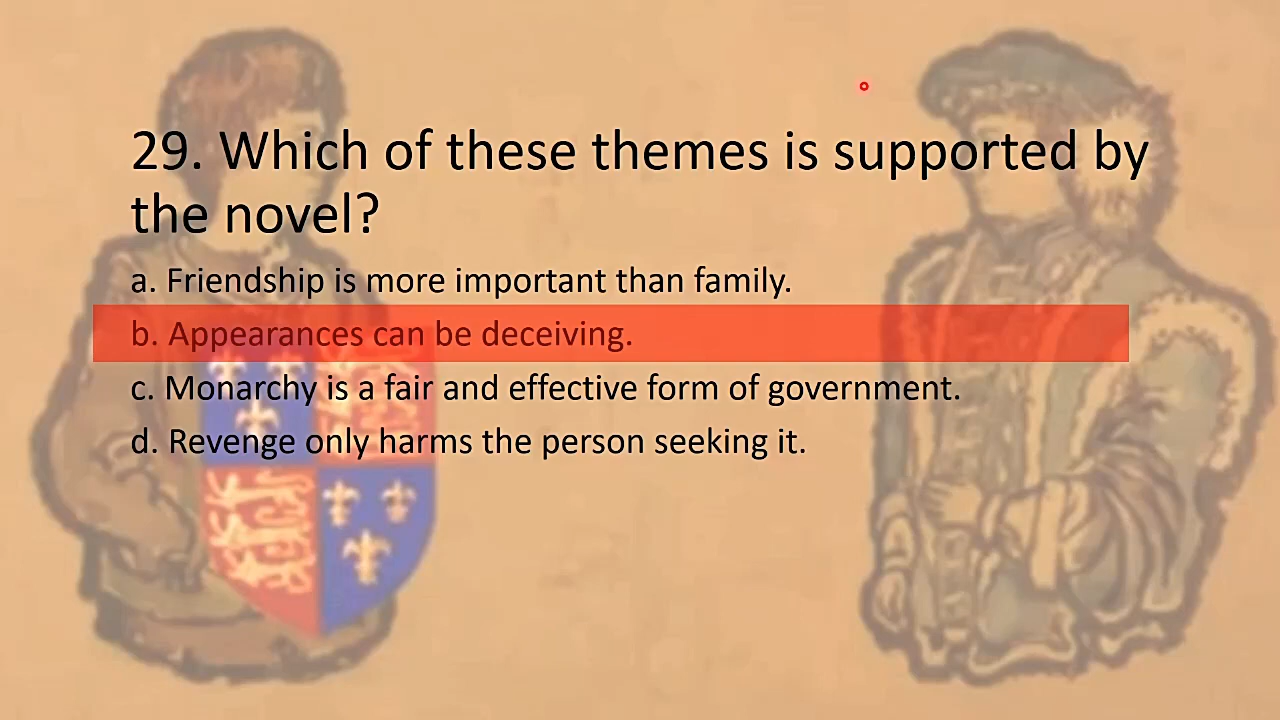 29. Which of these themes is supported by
the novel?
a. Friendship is more important than family.
b. Appearances can be deceiving.
c. Monarchy is a fair and effective form of government.
d. Revenge only harms the person seeking it.